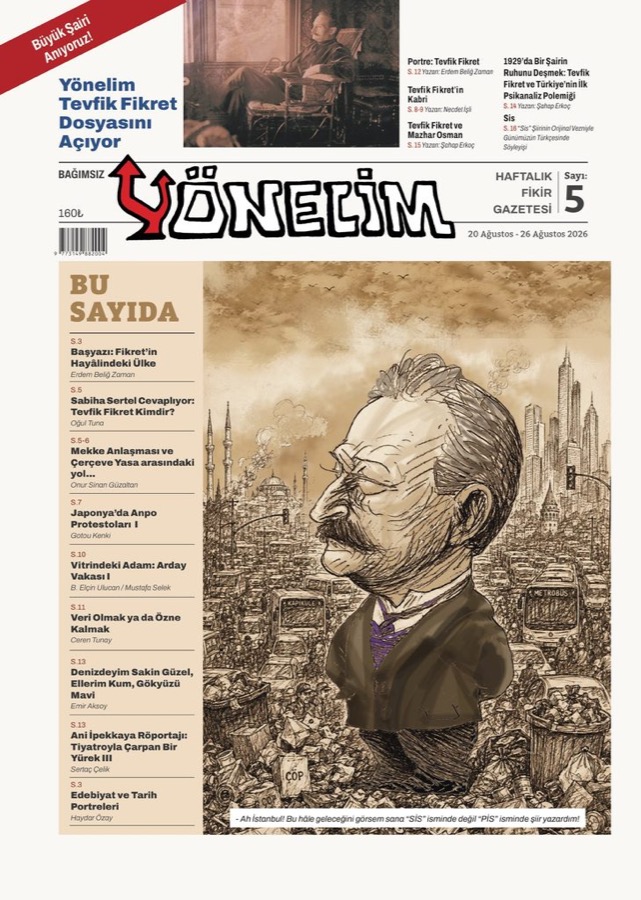 Büyük Şairi
Anıyoruz!
Yönelim
Tevfik Fikret
Dosyasını
Açıyor
Portre: Tevfik Fikret
S. 12 Yazan: Erdem Beliğ Zaman
Tevfik Fikret'in
Kabri
S. 8-9 Yazan: Necdet İşli
Tevfik Fikret ve
Mazhar Osman
S. 15 Yazan: Şahap Erkoç
1929'da Bir Şairin
Ruhunu Deşmek: Tevfik
Fikret ve Türkiye'nin İlk
Psikanaliz Polemiği
S. 14 Yazan: Şahap Erkoç
Sis
S. 16 "Sis" Şiirinin Orijinal Vezniyle
Günümüzün Türkçesinde
Söyleyişi
BAĞIMSIZ
160₺
YÖNELİM
HAFTALIK
FİKİR
GAZETESİ
Sayı:
5
20 Ağustos - 26 Ağustos 2026
BU
SAYIDA
S.3
Başyazı: Fikret'in
Hayâlindeki Ülke
Erdem Beliğ Zaman
S.5
Sabiha Sertel Cevaplıyor:
Tevfik Fikret Kimdir?
Oğul Tuna
S.5-6
Mekke Anlaşması ve
Çerçeve Yasa arasındaki
yol...
Onur Sinan Güzaltan
S.7
Japonya'da Anpo
Protestoları I
Gotou Kenki
S.10
Vitrindeki Adam: Arday
Vakası I
B. Elçin Ulucan / Mustafa Selek
S.11
Veri Olmak ya da Özne
Kalmak
Ceren Tunay
S.13
Denizdeyim Sakin Güzel,
Ellerim Kum, Gökyüzü
Mavi
Emir Aksoy
S.13
Ani İpekkaya Röportajı:
Tiyatroyla Çarpan Bir
Yürek III
Sertaç Çelik
S.3
Edebiyat ve Tarih
Portreleri
Haydar Özay
METROBÜS
ÇÖP
- Ah İstanbul! Bu hâle geleceğini görsem sana "SİS" isminde değil "PİS" isminde şiir yazardım!